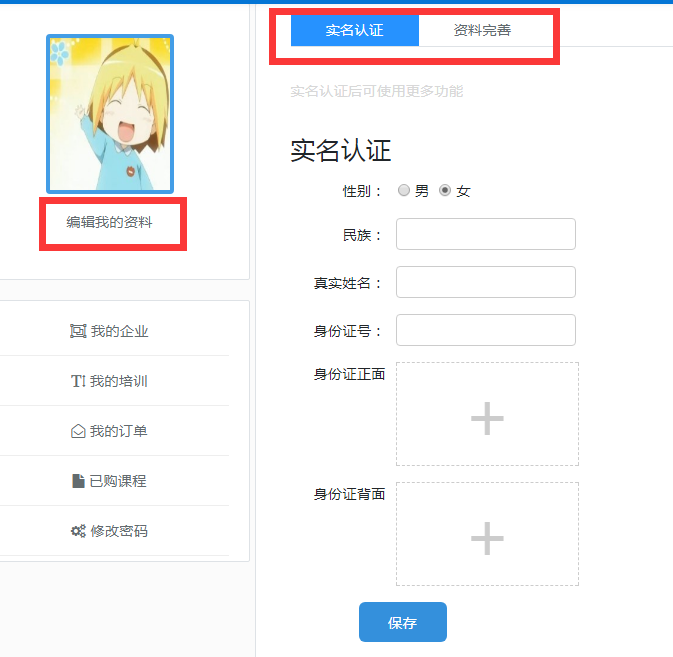 编辑我的资料
我的企业
我的培训
我的订单
已购课程
修改密码
实名认证 资料完善
实名认证后可使用更多功能
实名认证
性别： 男 女
民族：
真实姓名：
身份证号：
身份证正面
身份证背面
保存